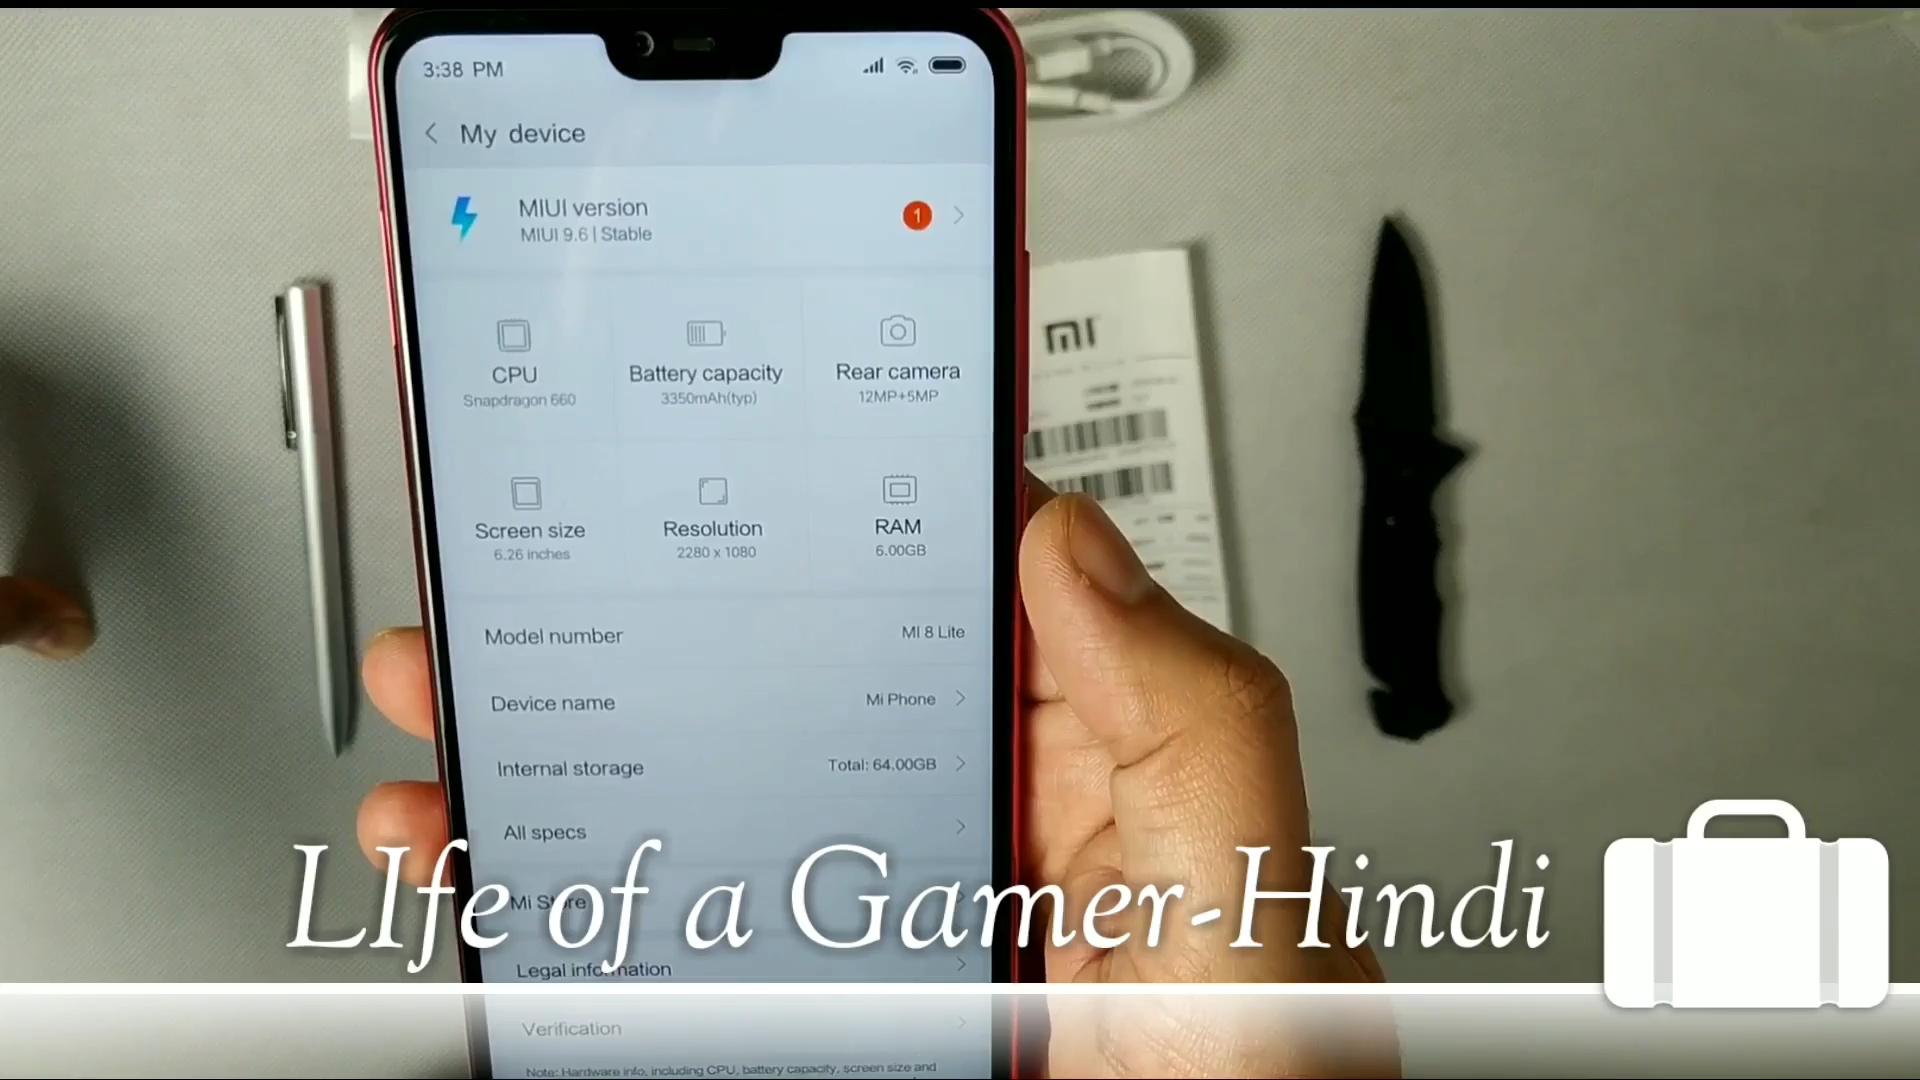 3:38 PM
My device
MIUI version
MIUI 9.6 | Stable
1
CPU
Snapdragon 660
Battery capacity
3350mAh(typ)
Rear camera
12MP+5MP
Screen size
6.26 inches
Resolution
2280 x 1080
RAM
6.00GB
Model number
MI 8 Lite
Device name
Mi Phone
Internal storage
Total: 64.00GB
All specs
Mi Store
Legal information
Verification
Note: Hardware info, including CPU, battery capacity, screen size and
mi
LIfe of a Gamer-Hindi